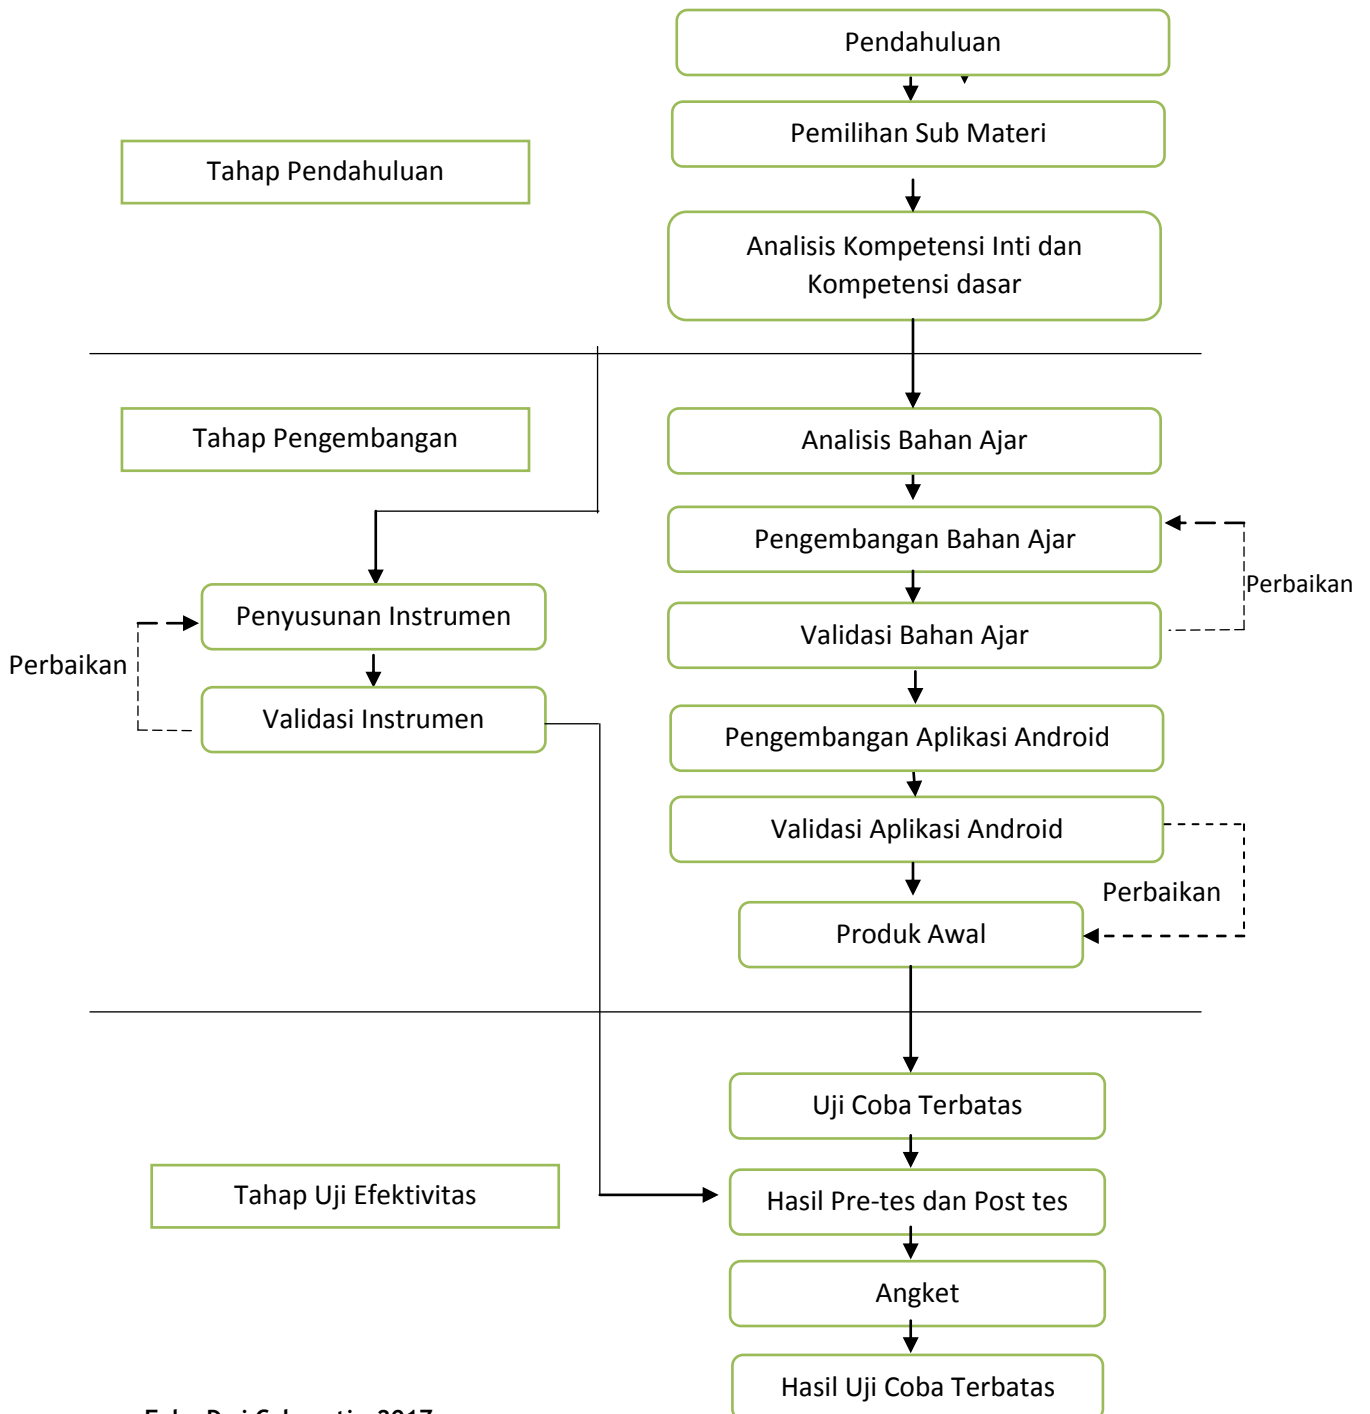 Pendahuluan
Pemilihan Sub Materi
Tahap Pendahuluan
Analisis Kompetensi Inti dan
Kompetensi dasar
Tahap Pengembangan
Analisis Bahan Ajar
Pengembangan Bahan Ajar
Perbaikan
Penyusunan Instrumen
Validasi Bahan Ajar
Perbaikan
Validasi Instrumen
Pengembangan Aplikasi Android
Validasi Aplikasi Android
Perbaikan
Produk Awal
Uji Coba Terbatas
Tahap Uji Efektivitas
Hasil Pre-tes dan Post tes
Angket
Hasil Uji Coba Terbatas
2017